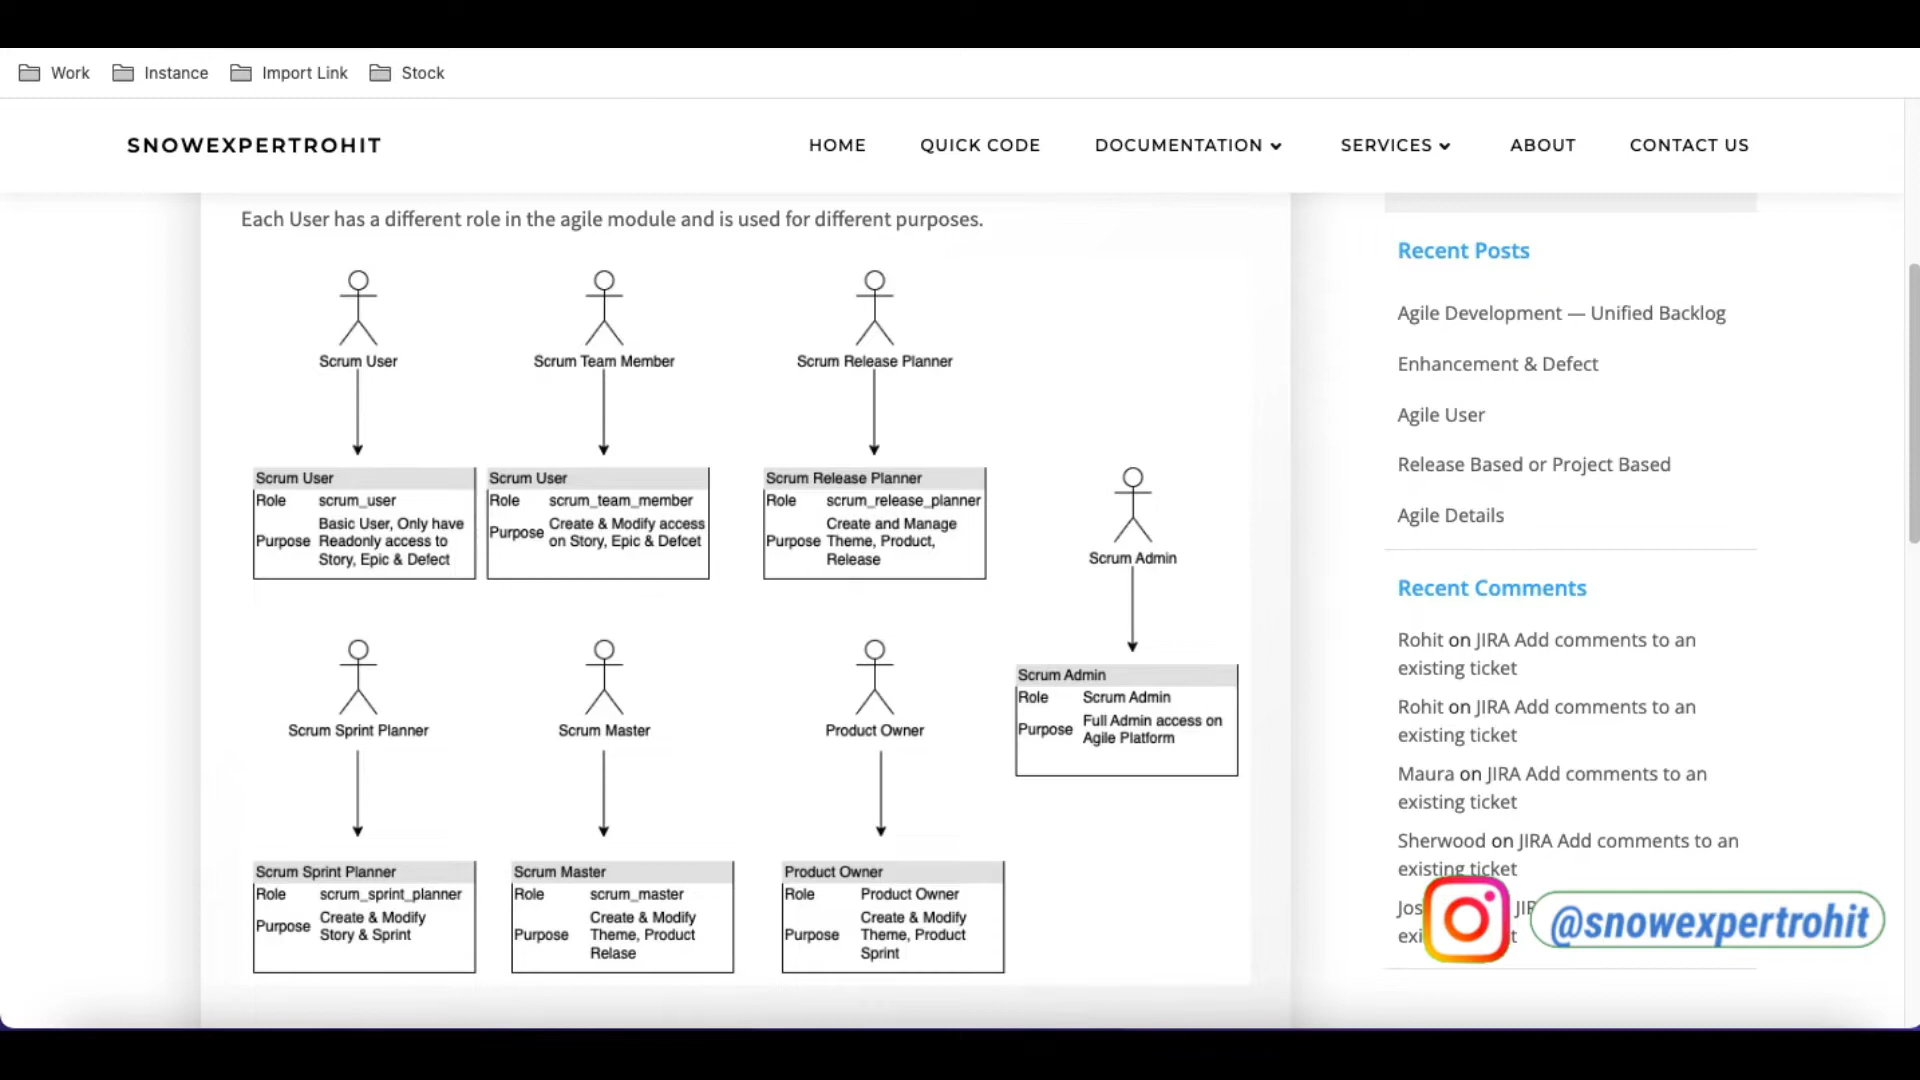 Work Instance Import Link Stock
SNOWEXPERTROHIT
HOME QUICK CODE DOCUMENTATION SERVICES ABOUT CONTACT US
Each User has a different role in the agile module and is used for different purposes.
Scrum User
Scrum Team Member
Scrum Release Planner
Scrum User
Role scrum_user
Purpose Basic User, Only have
Readonly access to
Story, Epic & Defect
Scrum User
Role scrum_team_member
Purpose Create & Modify access
on Story, Epic & Defcet
Scrum Release Planner
Role scrum_release_planner
Purpose Create and Manage
Theme, Product,
Release
Scrum Admin
Scrum Admin
Role Scrum Admin
Purpose Full Admin access on
Agile Platform
Scrum Sprint Planner
Scrum Master
Product Owner
Scrum Sprint Planner
Role scrum_sprint_planner
Purpose Create & Modify
Story & Sprint
Scrum Master
Role scrum_master
Purpose Create & Modify
Theme, Product
Relase
Product Owner
Role Product Owner
Purpose Create & Modify
Theme, Product
Sprint
Recent Posts
Agile Development — Unified Backlog
Enhancement & Defect
Agile User
Release Based or Project Based
Agile Details
Recent Comments
Rohit on JIRA Add comments to an
existing ticket
Rohit on JIRA Add comments to an
existing ticket
Maura on JIRA Add comments to an
existing ticket
Sherwood on JIRA Add comments to an
existing ticket
@snowexpertrohit